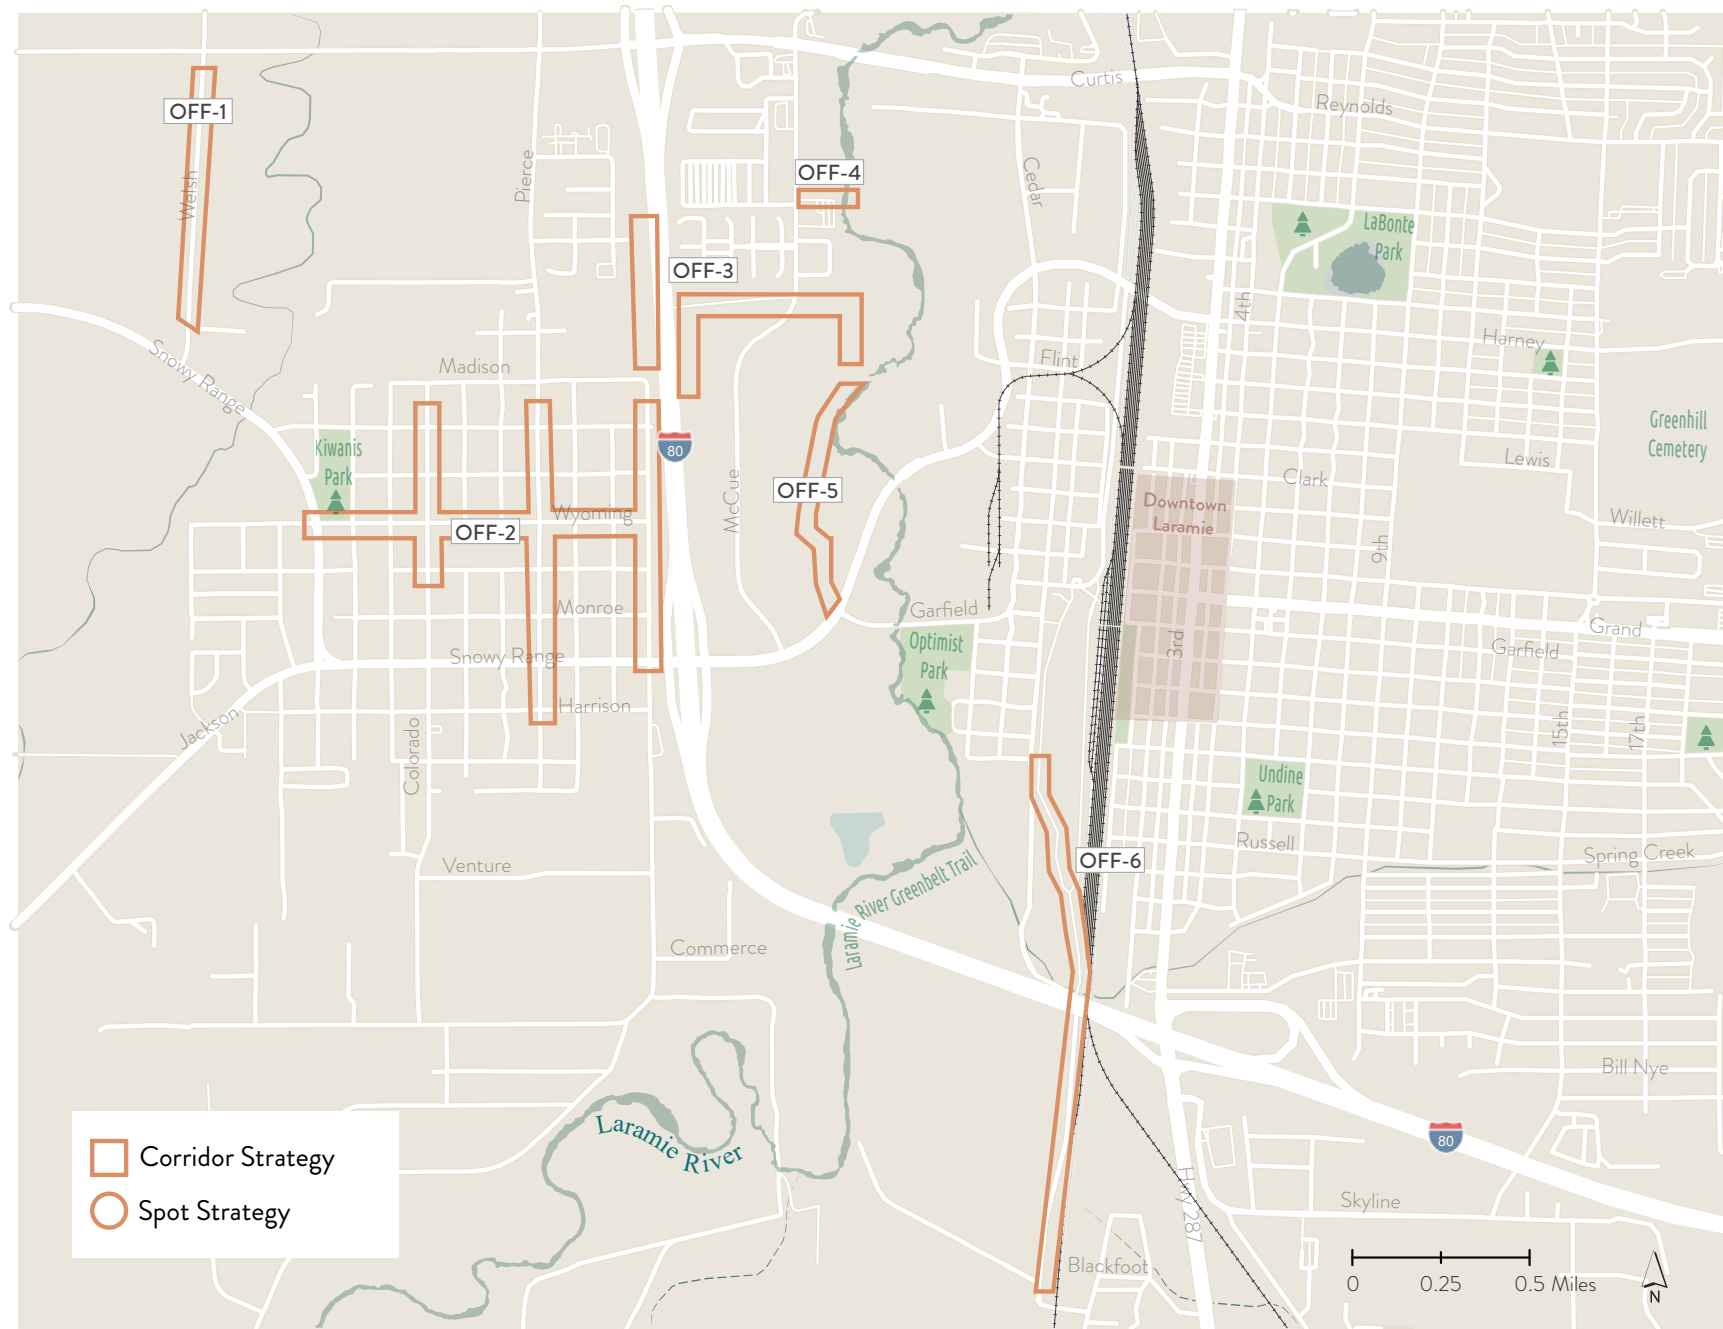 Curtis
Reynolds
OFF-1
Welsh
Pierce
OFF-4
Cedar
LaBonte
Park
OFF-3
4th
Harney
Snowy Range
Madison
Flint
Kiwanis
Park
80
Greenhill
Cemetery
McCue
OFF-5
Lewis
Clark
Downtown
Laramie
Wyoming
OFF-2
Willett
9th
Monroe
Garfield
Grand
Optimist
Park
3rd
Garfield
Snowy Range
Harrison
Jackson
Colorado
15th
17th
Undine
Park
Russell
Spring Creek
OFF-6
Venture
Laramie River Greenbelt Trail
Commerce
Bill Nye
Laramie River
80
Corridor Strategy
Spot Strategy
Hwy 287
Skyline
Blackfoot
0 0.25 0.5 Miles
N